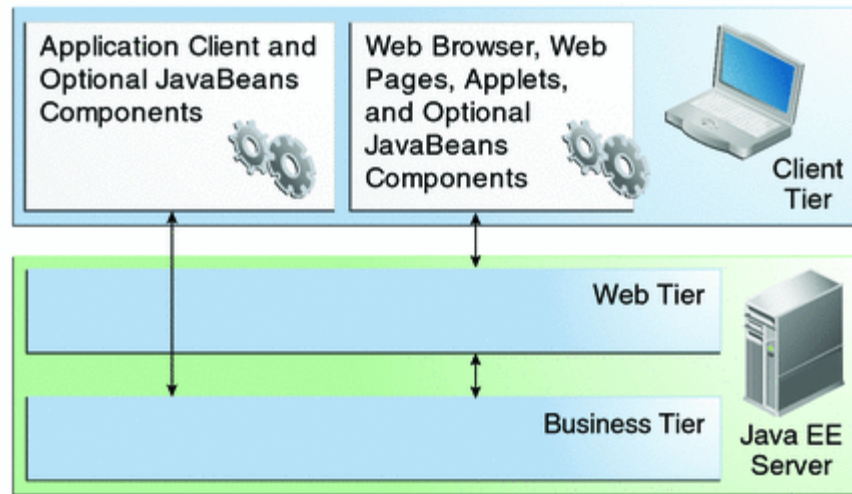 Application Client and
Optional JavaBeans
Components
Web Browser, Web
Pages, Applets,
and Optional
JavaBeans
Components
Client
Tier
Web Tier
Business Tier
Java EE
Server